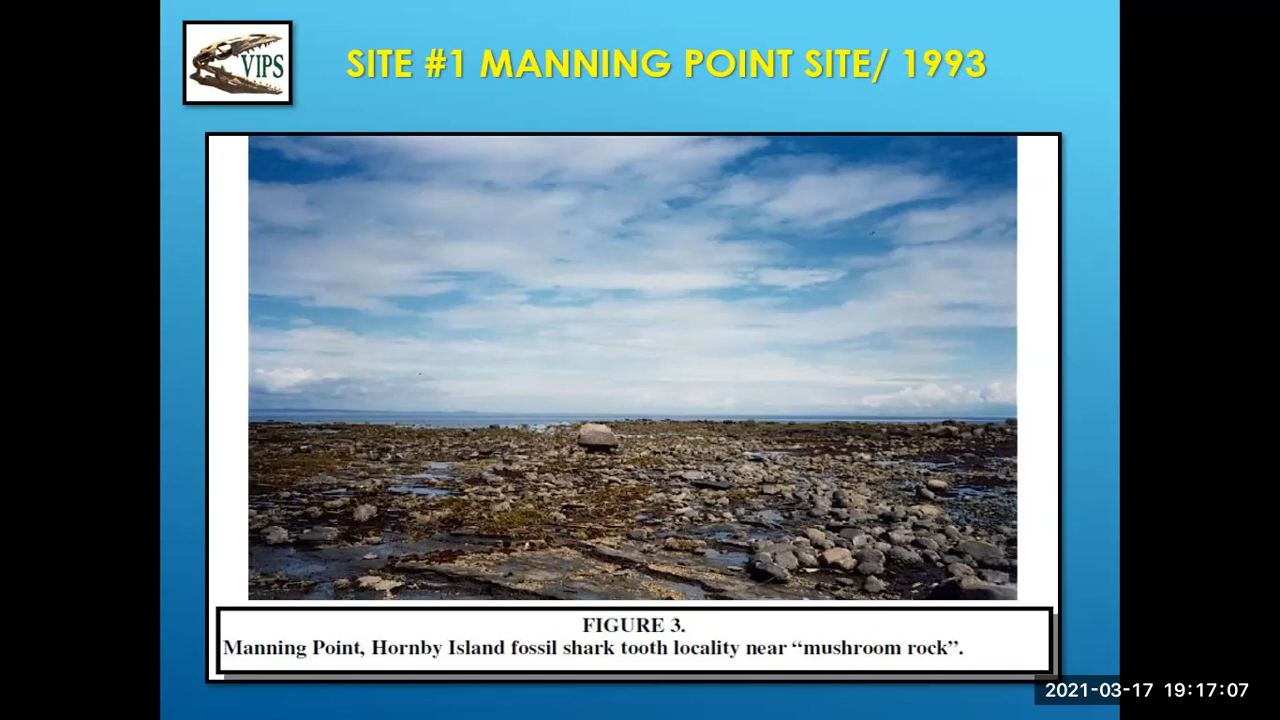 VIPS
SITE #1 MANNING POINT SITE/ 1993
FIGURE 3.
Manning Point, Hornby Island fossil shark tooth locality near “mushroom rock”.
2021-03-17 19:17:07